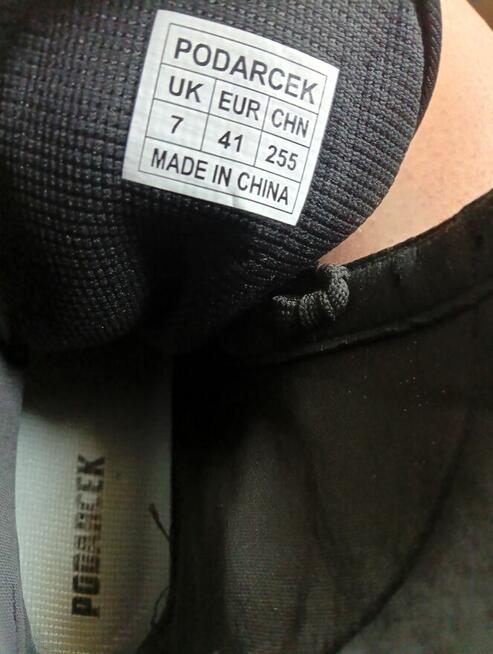 PODARCEK
UK EUR CHN
7 41 255
MADE IN CHINA
PODARCEK